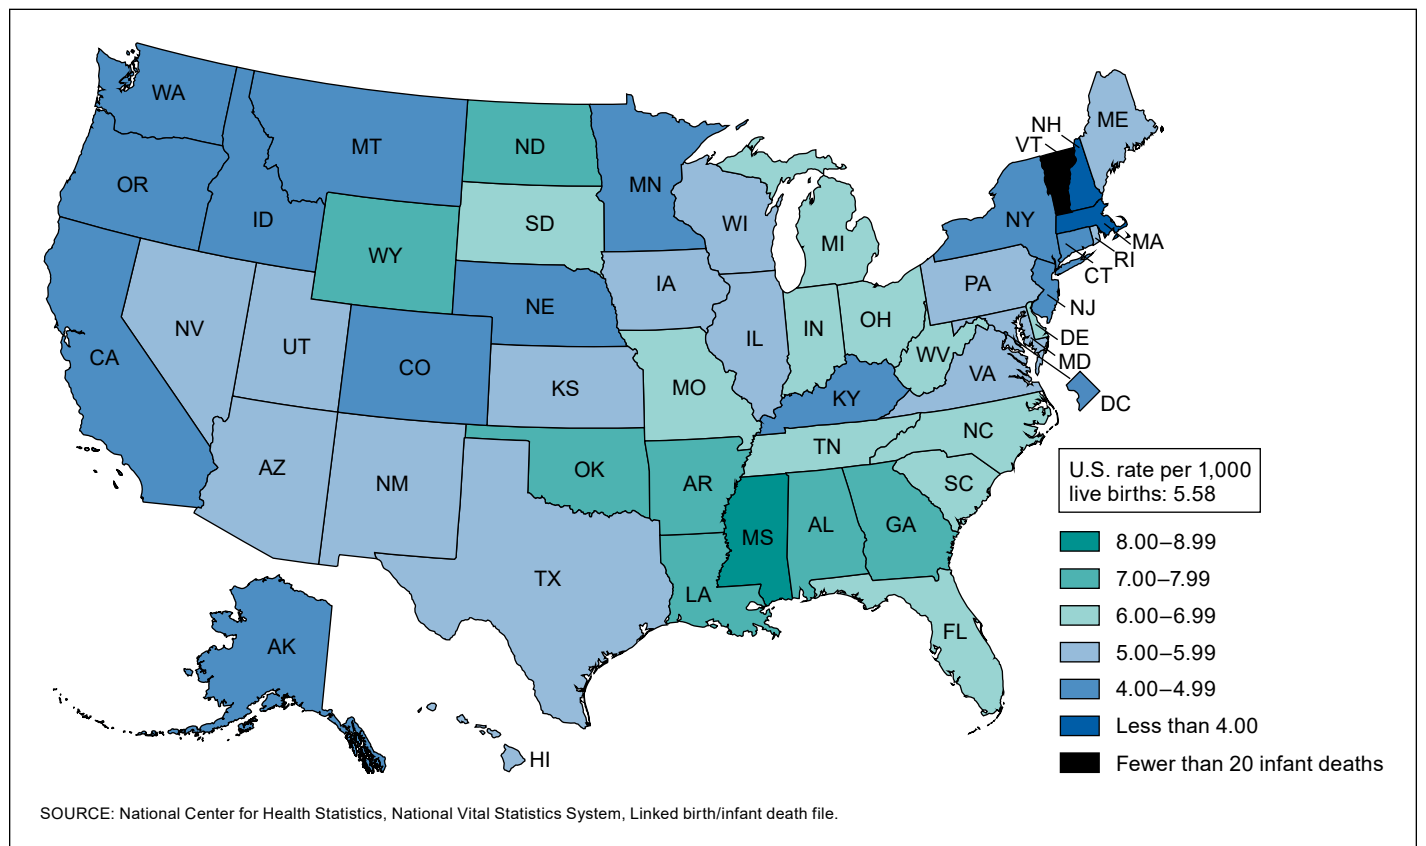 WA
MT
ND
MN
OR
ID
SD
WI
MI
NY
VT
NH
ME
MA
RI
CT
WY
NE
IA
PA
NJ
NV
UT
CO
IL
IN
OH
DE
WV
MD
CA
KS
MO
KY
VA
DC
AZ
NM
OK
AR
TN
NC
SC
TX
LA
MS
AL
GA
FL
AK
HI
U.S. rate per 1,000
live births: 5.58
8.00–8.99
7.00–7.99
6.00–6.99
5.00–5.99
4.00–4.99
Less than 4.00
Fewer than 20 infant deaths
SOURCE: National Center for Health Statistics, National Vital Statistics System, Linked birth/infant death file.